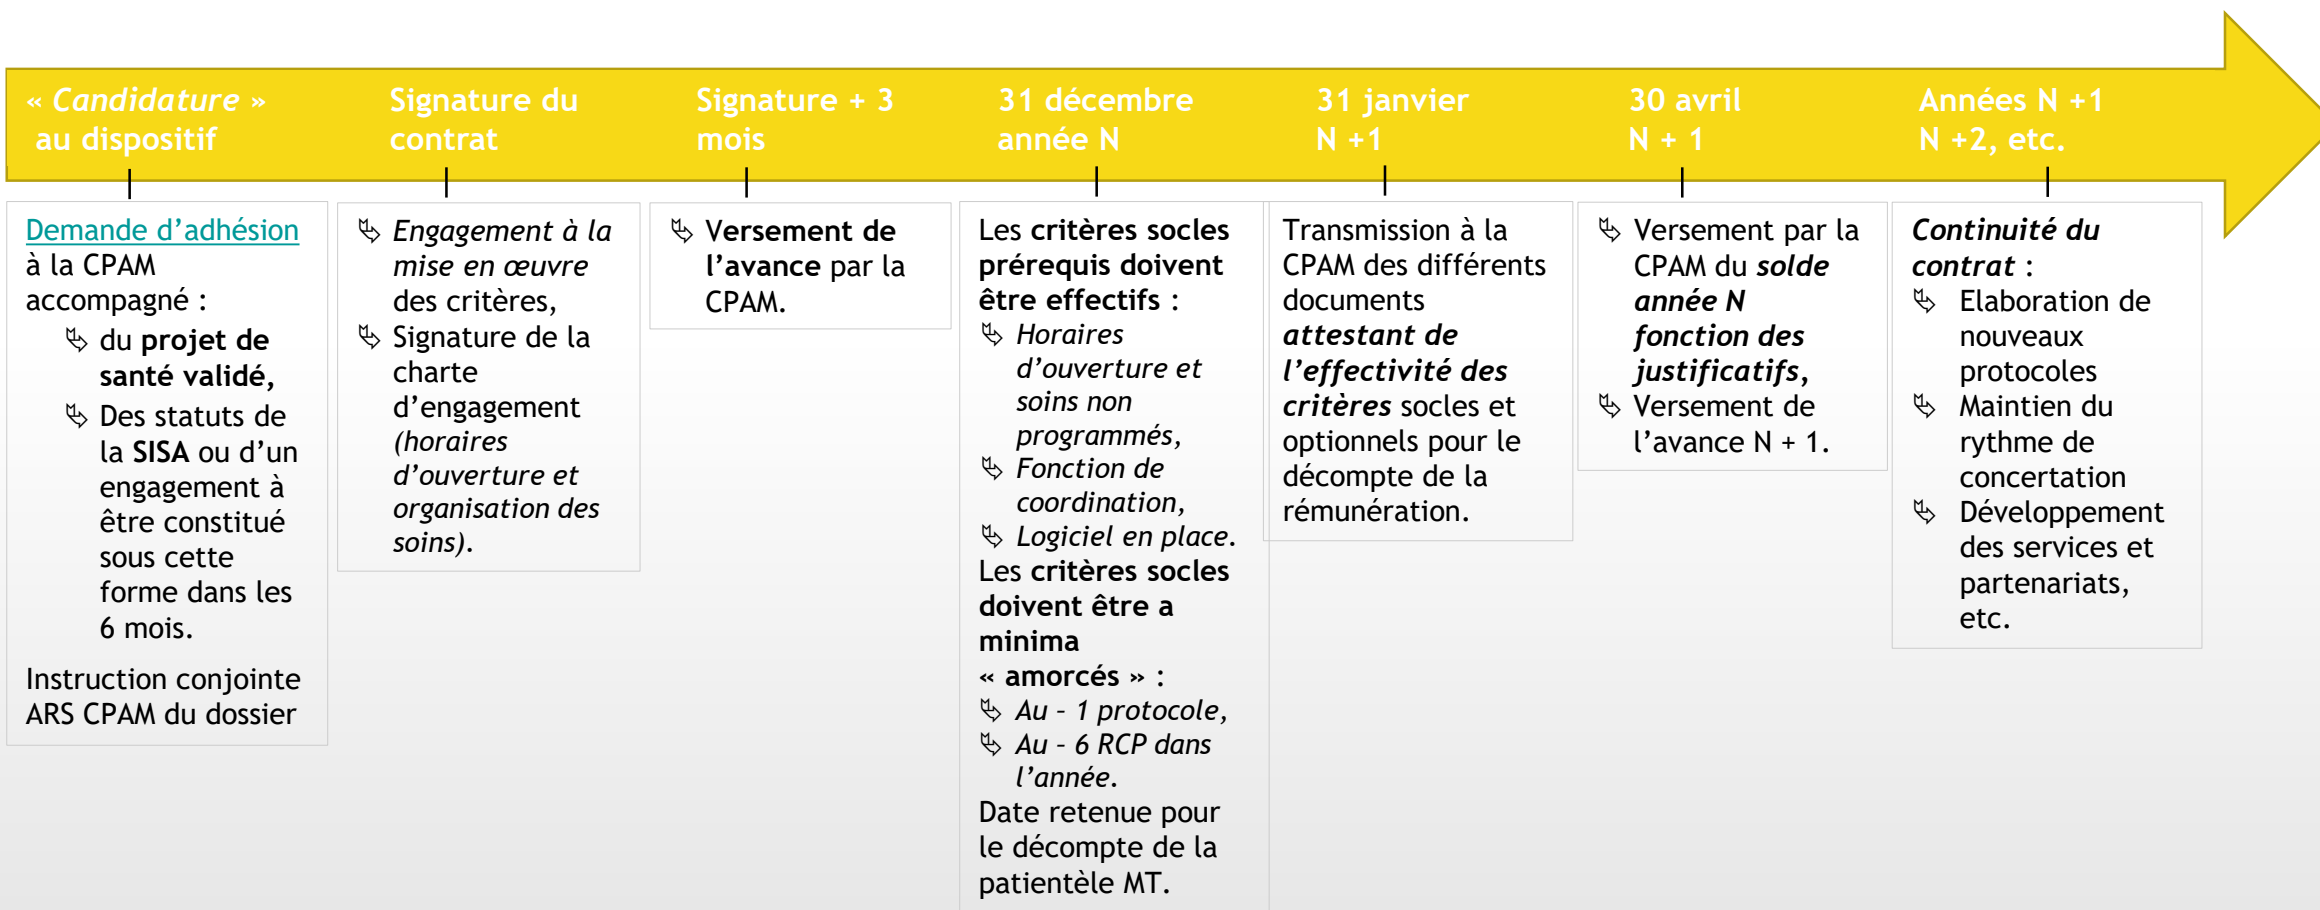 « Candidature »
au dispositif
Signature du
contrat
Signature + 3
mois
31 décembre
année N
31 janvier
N +1
30 avril
N + 1
Années N +1
N +2, etc.
Demande d’adhésion
à la CPAM
accompagné :
du projet de
santé validé,
Des statuts de
la SISA ou d’un
engagement à
être constitué
sous cette
forme dans les
6 mois.
Instruction conjointe
ARS CPAM du dossier
Engagement à la
mise en œuvre
des critères,
Signature de la
charte
d’engagement
(horaires
d’ouverture et
organisation des
soins).
Versement de
l’avance par la
CPAM.
Les critères socles
prérequis doivent
être effectifs :
Horaires
d’ouverture et
soins non
programmés,
Fonction de
coordination,
Logiciel en place.
Les critères socles
doivent être a
minima
« amorcés » :
Au – 1 protocole,
Au – 6 RCP dans
l’année.
Date retenue pour
le décompte de la
patientèle MT.
Transmission à la
CPAM des différents
documents
attestant de
l’effectivité des
critères socles et
optionnels pour le
décompte de la
rémunération.
Versement par la
CPAM du solde
année N
fonction des
justificatifs,
Versement de
l’avance N + 1.
Continuité du
contrat :
Elaboration de
nouveaux
protocoles
Maintien du
rythme de
concertation
Développement
des services et
partenariats,
etc.